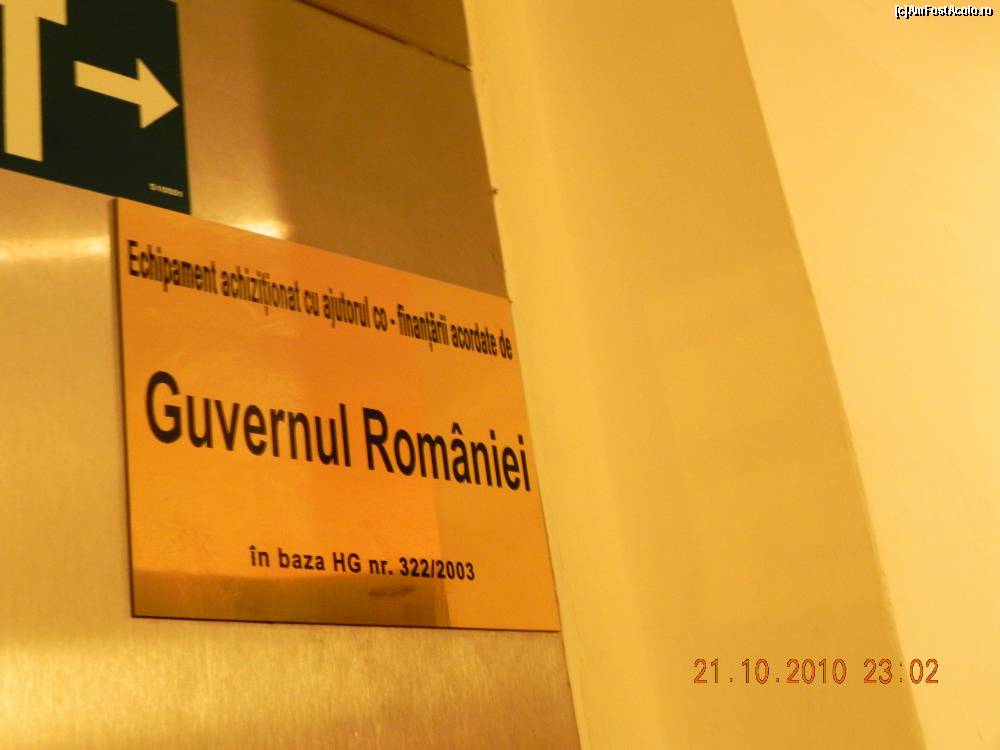 [c]AmFostAcolo.ro
Echipament achiziționat cu ajutorul co - finanțării acordate de
Guvernul României
în baza HG nr. 322/2003
21.10.2010 23:02